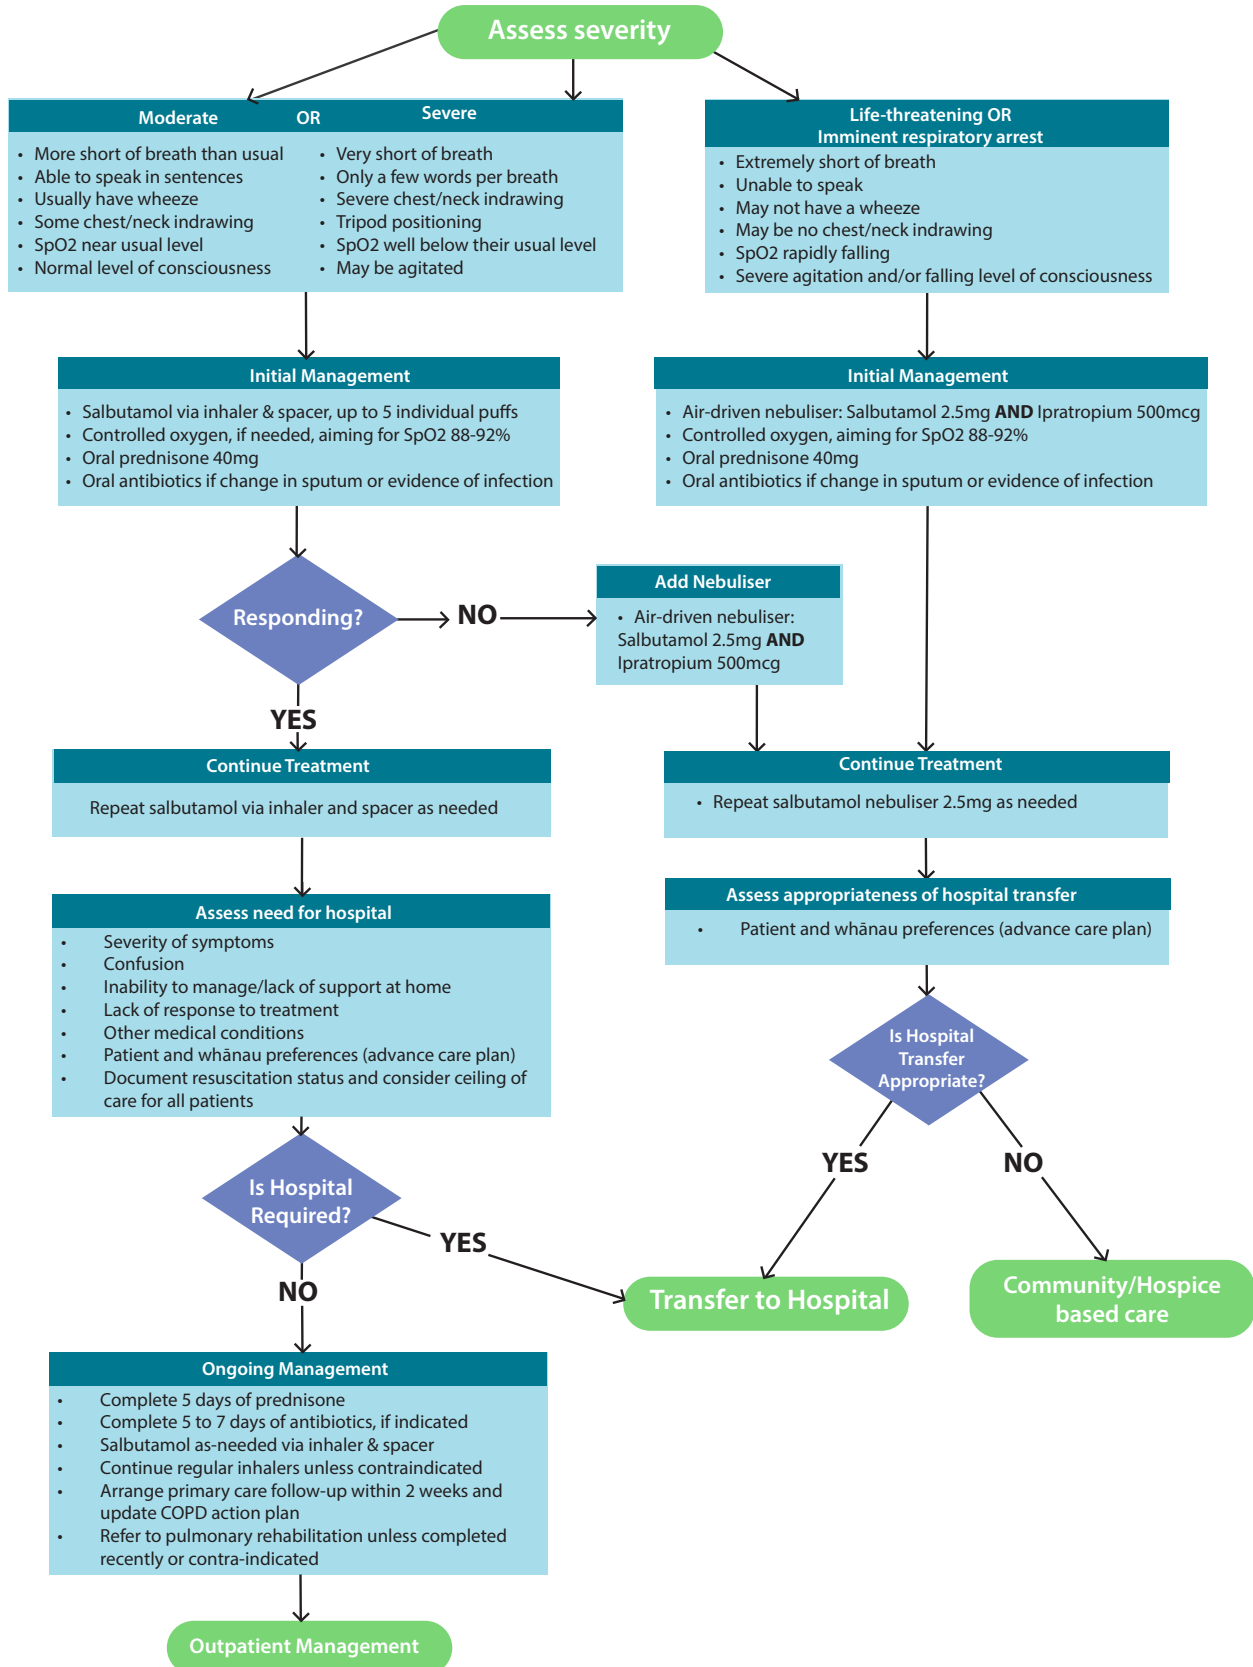 Assess severity
Moderate
OR
Severe
• More short of breath than usual
• Able to speak in sentences
• Usually have wheeze
• Some chest/neck indrawing
• SpO2 near usual level
• Normal level of consciousness
• Very short of breath
• Only a few words per breath
• Severe chest/neck indrawing
• Tripod positioning
• SpO2 well below their usual level
• May be agitated
Life-threatening OR
Imminent respiratory arrest
• Extremely short of breath
• Unable to speak
• May not have a wheeze
• May be no chest/neck indrawing
• SpO2 rapidly falling
• Severe agitation and/or falling level of consciousness
Initial Management
• Salbutamol via inhaler & spacer, up to 5 individual puffs
• Controlled oxygen, if needed, aiming for SpO2 88-92%
• Oral prednisone 40mg
• Oral antibiotics if change in sputum or evidence of infection
Initial Management
• Air-driven nebuliser: Salbutamol 2.5mg AND Ipratropium 500mcg
• Controlled oxygen, aiming for SpO2 88-92%
• Oral prednisone 40mg
• Oral antibiotics if change in sputum or evidence of infection
Responding?
NO
Add Nebuliser
• Air-driven nebuliser:
Salbutamol 2.5mg AND
Ipratropium 500mcg
YES
Continue Treatment
Repeat salbutamol via inhaler and spacer as needed
Continue Treatment
• Repeat salbutamol nebuliser 2.5mg as needed
Assess need for hospital
• Severity of symptoms
• Confusion
• Inability to manage/lack of support at home
• Lack of response to treatment
• Other medical conditions
• Patient and whānau preferences (advance care plan)
• Document resuscitation status and consider ceiling of
care for all patients
Assess appropriateness of hospital transfer
• Patient and whānau preferences (advance care plan)
Is Hospital
Transfer
Appropriate?
YES
NO
Is Hospital
Required?
YES
NO
Transfer to Hospital
Community/Hospice
based care
Ongoing Management
• Complete 5 days of prednisone
• Complete 5 to 7 days of antibiotics, if indicated
• Salbutamol as-needed via inhaler & spacer
• Continue regular inhalers unless contraindicated
• Arrange primary care follow-up within 2 weeks and
update COPD action plan
• Refer to pulmonary rehabilitation unless completed
recently or contra-indicated
Outpatient Management